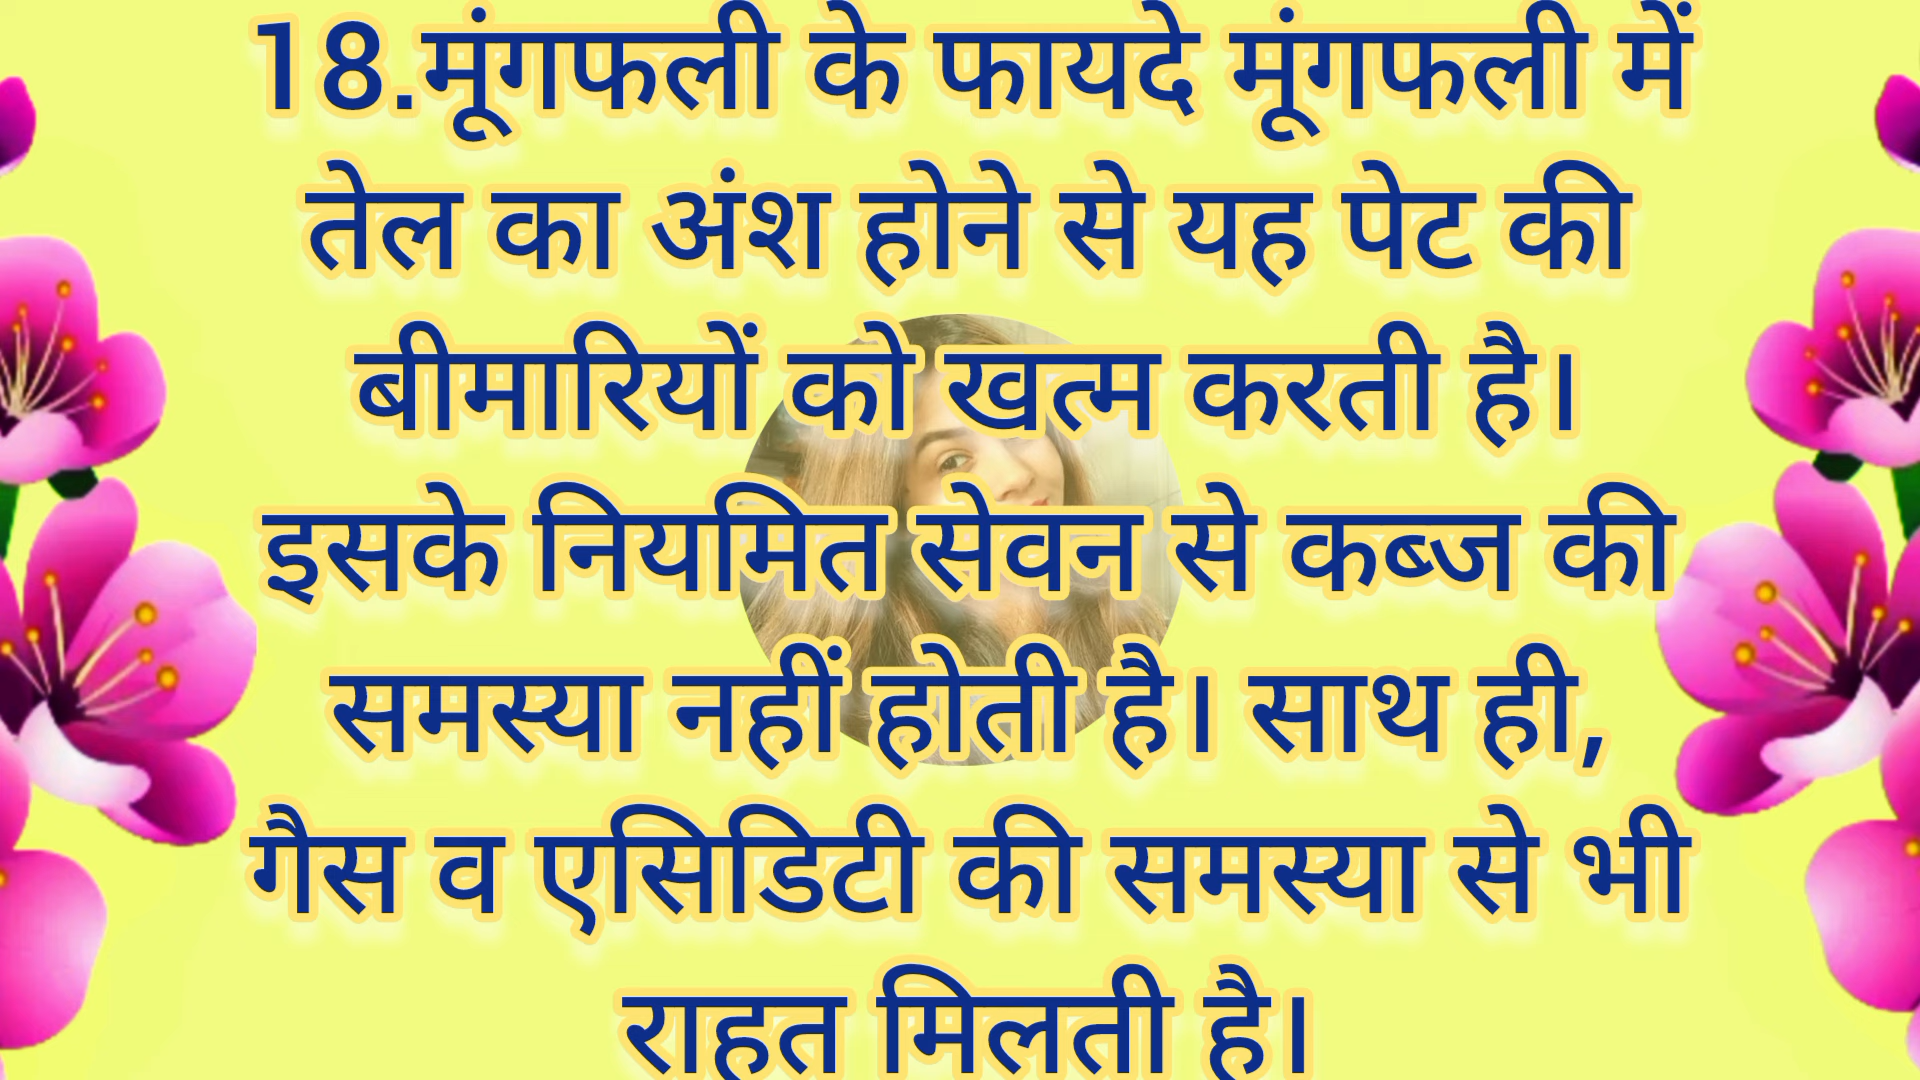 18.मूंगफली के फायदे मूंगफली में
तेल का अंश होने से यह पेट की
बीमारियों को खत्म करती है।
इसके नियमित सेवन से कब्ज की
समस्या नहीं होती है। साथ ही,
गैस व एसिडिटी की समस्या से भी
राहत मिलती है।